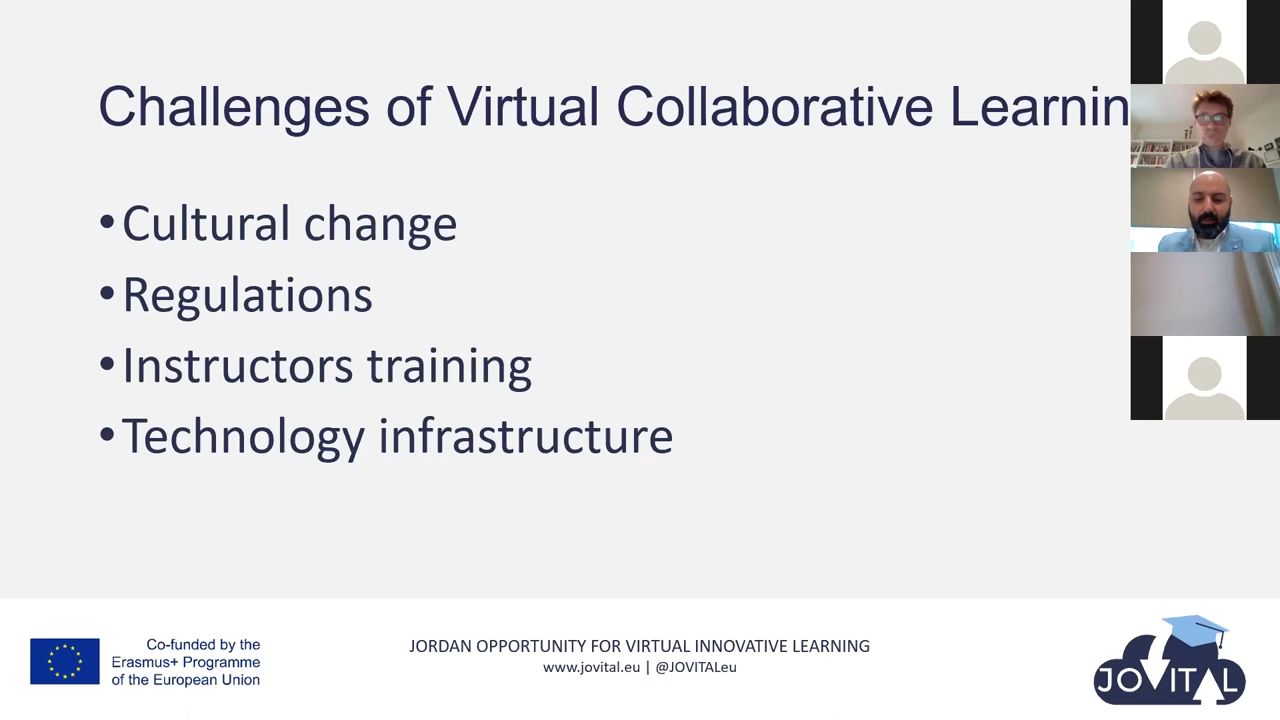 Challenges of Virtual Collaborative Learnin
•Cultural change
•Regulations
•Instructors training
•Technology infrastructure
Co-funded by the
Erasmus+ Programme
of the European Union
JORDAN OPPORTUNITY FOR VIRTUAL INNOVATIVE LEARNING
www.jovital.eu | @JOVITALeu
JOVITAL